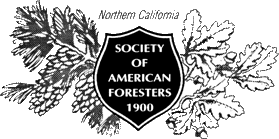 Northern California
SOCIETY
OF
AMERICAN
FORESTERS
1900